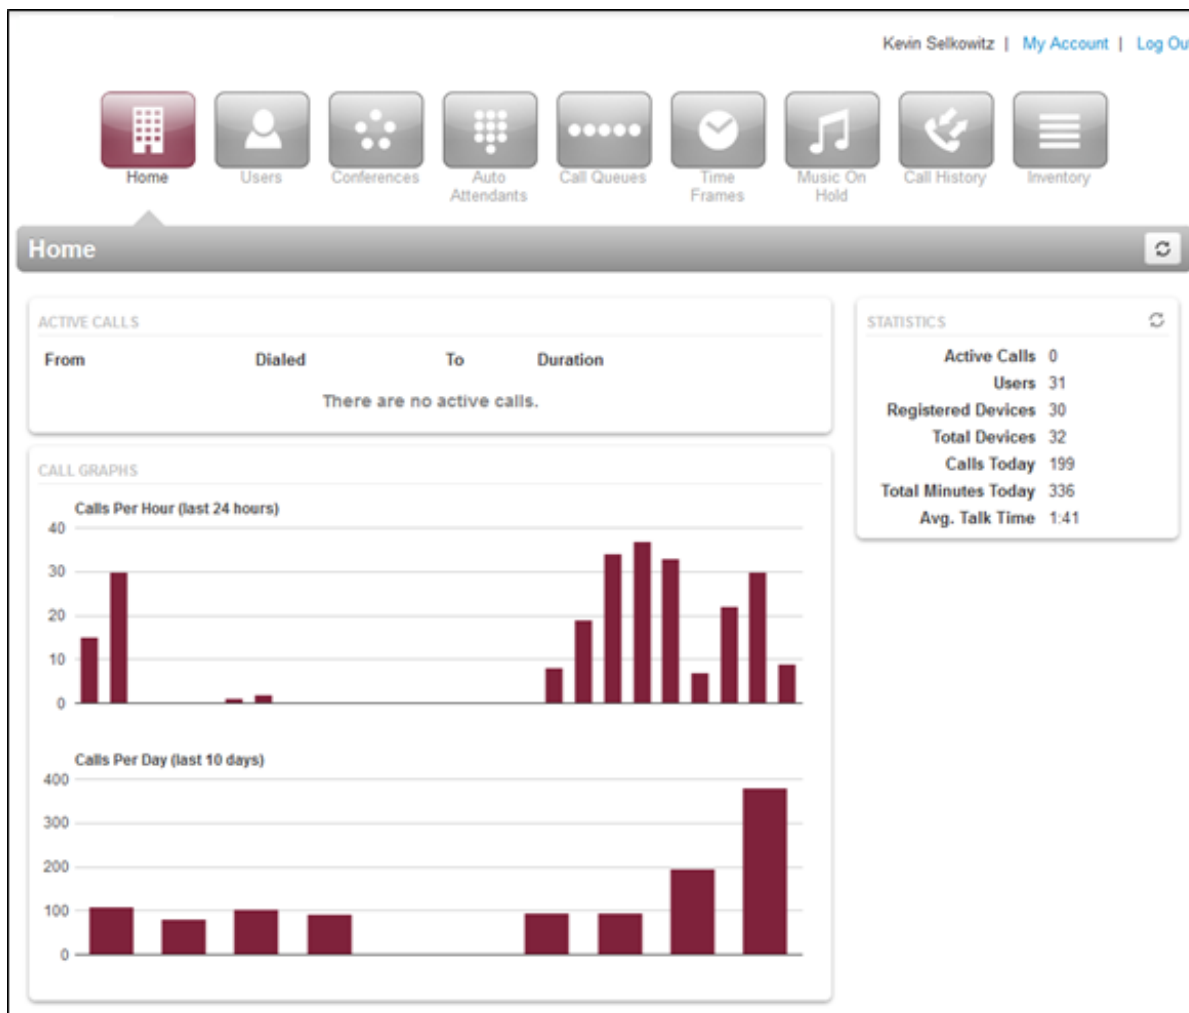 Kevin Selkowitz | My Account | Log Ou
Home
Users
Conferences
Auto
Attendants
Call Queues
Time
Frames
Music On
Hold
Call History
Inventory
Home
ACTIVE CALLS
From Dialed To Duration
There are no active calls.
STATISTICS
Active Calls 0
Users 31
Registered Devices 30
Total Devices 32
Calls Today 199
Total Minutes Today 336
Avg. Talk Time 1:41
CALL GRAPHS
Calls Per Hour (last 24 hours)
40
30
20
10
0
Calls Per Day (last 10 days)
400
300
200
100
0